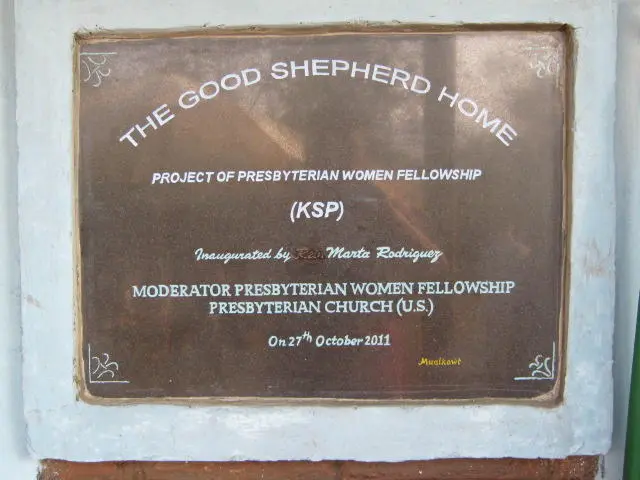 THE GOOD SHEPHERD HOME
PROJECT OF PRESBYTERIAN WOMEN FELLOWSHIP
(KSP)
Inaugurated by Marta Rodriguez
MODERATOR PRESBYTERIAN WOMEN FELLOWSHIP
PRESBYTERIAN CHURCH (U.S.)
On 27th October 2011